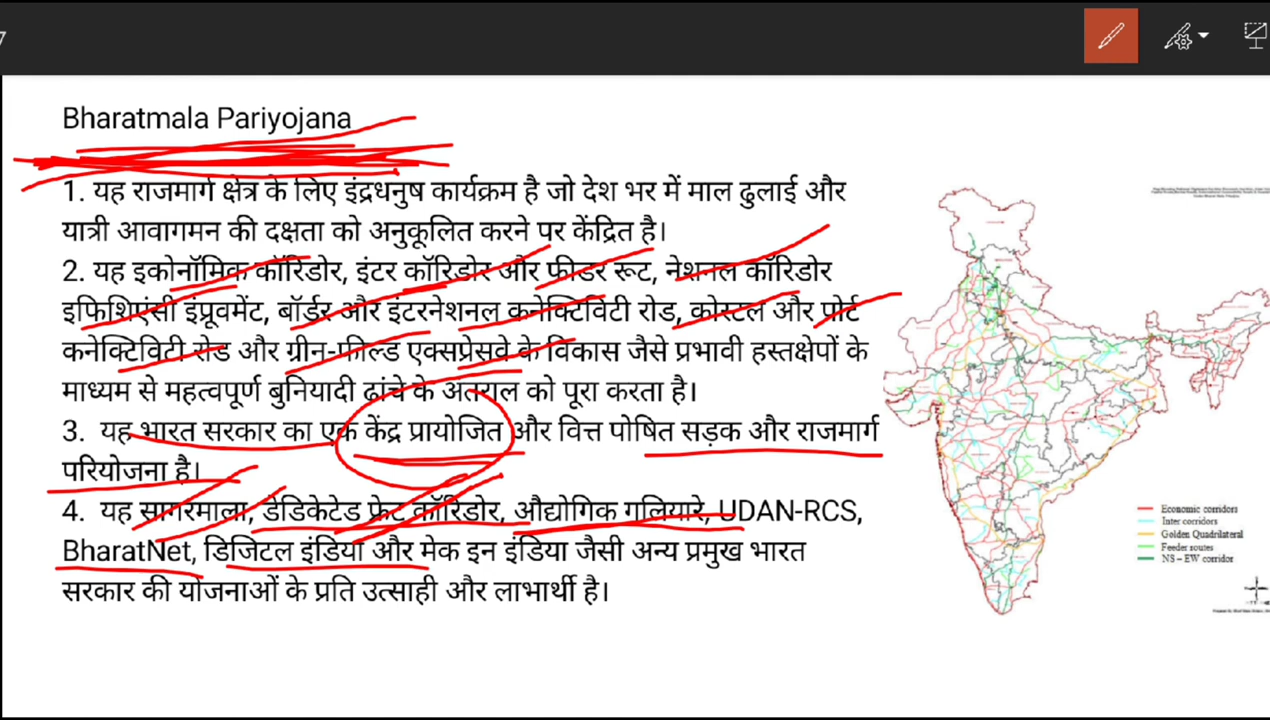 Bharatmala Pariyojana
1. यह राजमार्ग क्षेत्र के लिए इंद्रधनुष कार्यक्रम है जो देश भर में माल ढुलाई और
यात्री आवागमन की दक्षता को अनुकूलित करने पर केंद्रित है।
2. यह इकोनॉमिक कॉरिडोर, इंटर कॉरिडोर और फीडर रूट, नेशनल कॉरिडोर
इफिशिएंसी इंप्रूवमेंट, बॉर्डर और इंटरनेशनल कनेक्टिविटी रोड, कोस्टल और पोर्ट
कनेक्टिविटी रोड और ग्रीन-फील्ड एक्सप्रेसवे के विकास जैसे प्रभावी हस्तक्षेपों के
माध्यम से महत्वपूर्ण बुनियादी ढांचे के अंतराल को पूरा करता है।
3. यह भारत सरकार का एक केंद्र प्रायोजित और वित्त पोषित सड़क और राजमार्ग
परियोजना है।
4. यह सागरमाला, डेडिकेटेड फ्रेट कॉरिडोर, औद्योगिक गलियारे, UDAN-RCS,
BharatNet, डिजिटल इंडिया और मेक इन इंडिया जैसी अन्य प्रमुख भारत
सरकार की योजनाओं के प्रति उत्साही और लाभार्थी है।
Economic corridors
Inter corridors
Golden Quadrilateral
Feeder routes
NS – EW corridor